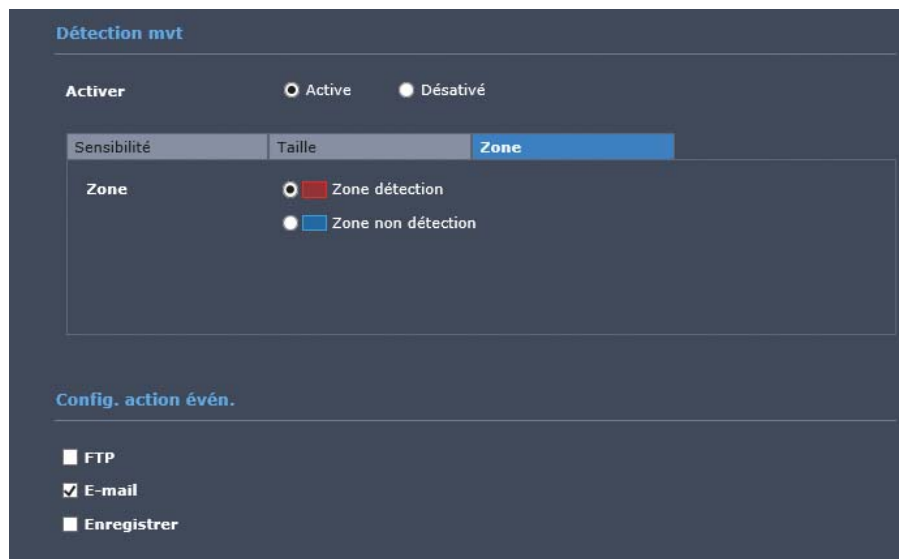 Détection mvt
Activer Active Désativé
Sensibilité Taille Zone
Zone Zone détection
Zone non détection
Config. action évén.
FTP
E-mail
Enregistrer